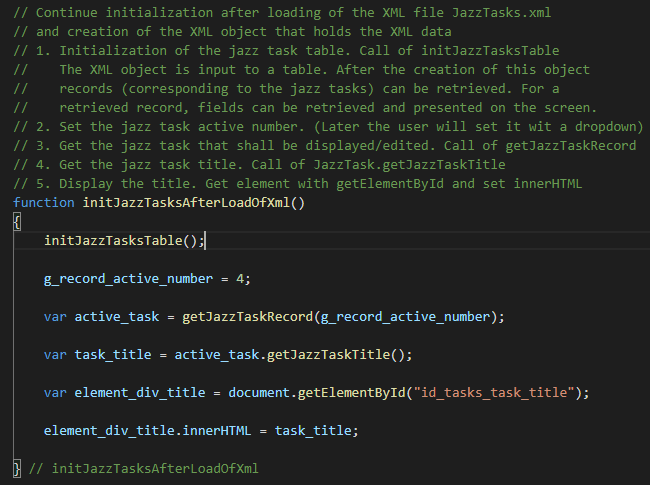 // Continue initialization after loading of the XML file JazzTasks.xml
// and creation of the XML object that holds the XML data
// 1. Initialization of the jazz task table. Call of initJazzTasksTable
//    The XML object is input to a table. After the creation of this object
//    records (corresponding to the jazz tasks) can be retrieved. For a
//    retrieved record, fields can be retrieved and presented on the screen.
// 2. Set the jazz task active number. (Later the user will set it wit a dropdown)
// 3. Get the jazz task that shall be displayed/edited. Call of getJazzTaskRecord
// 4. Get the jazz task title. Call of JazzTask.getJazzTaskTitle
// 5. Display the title. Get element with getElementById and set innerHTML
function initJazzTasksAfterLoadOfXml()
{
    initJazzTasksTable();
    g_record_active_number = 4;
    var active_task = getJazzTaskRecord(g_record_active_number);
    var task_title = active_task.getJazzTaskTitle();
    var element_div_title = document.getElementById("id_tasks_task_title");
    element_div_title.innerHTML = task_title;
} // initJazzTasksAfterLoadOfXml